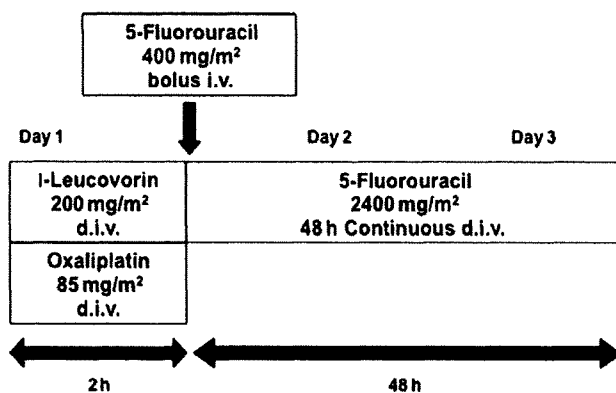 5-Fluorouracil
400 mg/m²
bolus i.v.
Day 1
Day 2
Day 3
l-Leucovorin
200 mg/m²
d.i.v.
5-Fluorouracil
2400 mg/m²
48 h Continuous d.i.v.
Oxaliplatin
85 mg/m²
d.i.v.
2 h
48 h